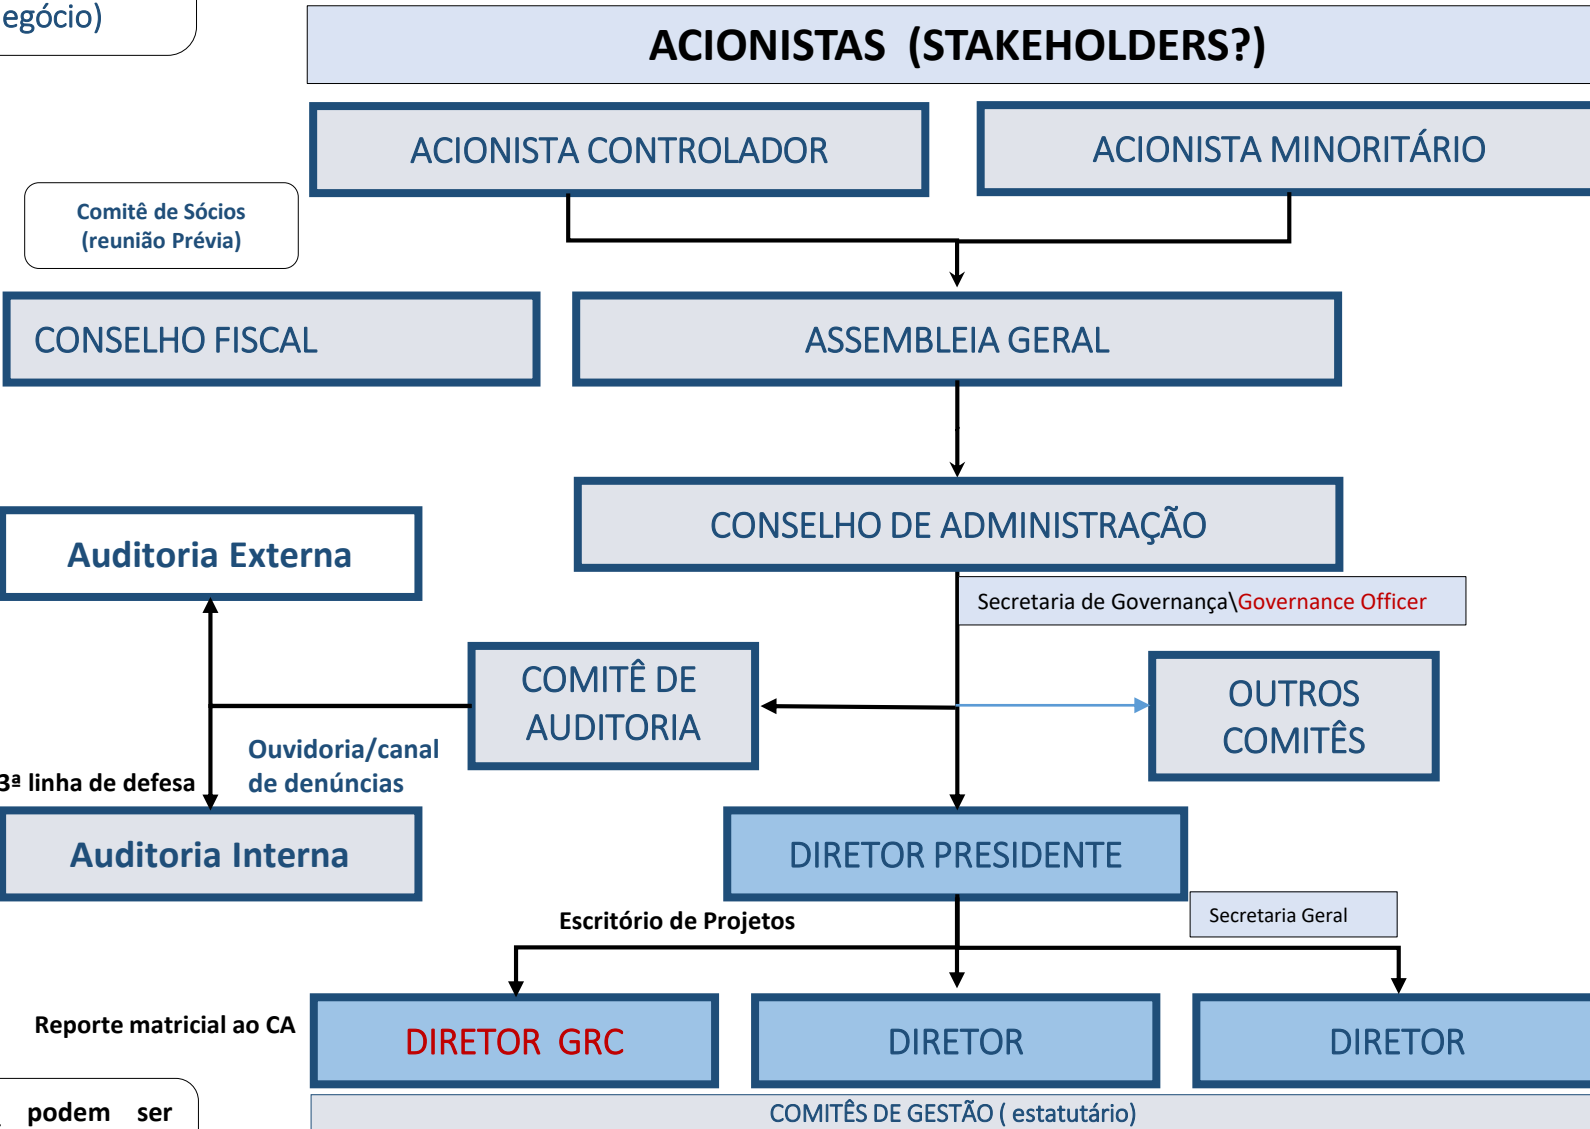 egócio)
ACIONISTAS (STAKEHOLDERS?)
ACIONISTA CONTROLADOR
ACIONISTA MINORITÁRIO
Comitê de Sócios
(reunião Prévia)
CONSELHO FISCAL
ASSEMBLEIA GERAL
CONSELHO DE ADMINISTRAÇÃO
Auditoria Externa
Secretaria de Governança\Governance Officer
COMITÊ DE
AUDITORIA
OUTROS
COMITÊS
Ouvidoria/canal
de denúncias
3ª linha de defesa
Auditoria Interna
DIRETOR PRESIDENTE
Escritório de Projetos
Secretaria Geral
Reporte matricial ao CA
DIRETOR GRC
DIRETOR
DIRETOR
podem ser
COMITÊS DE GESTÃO ( estatutário)